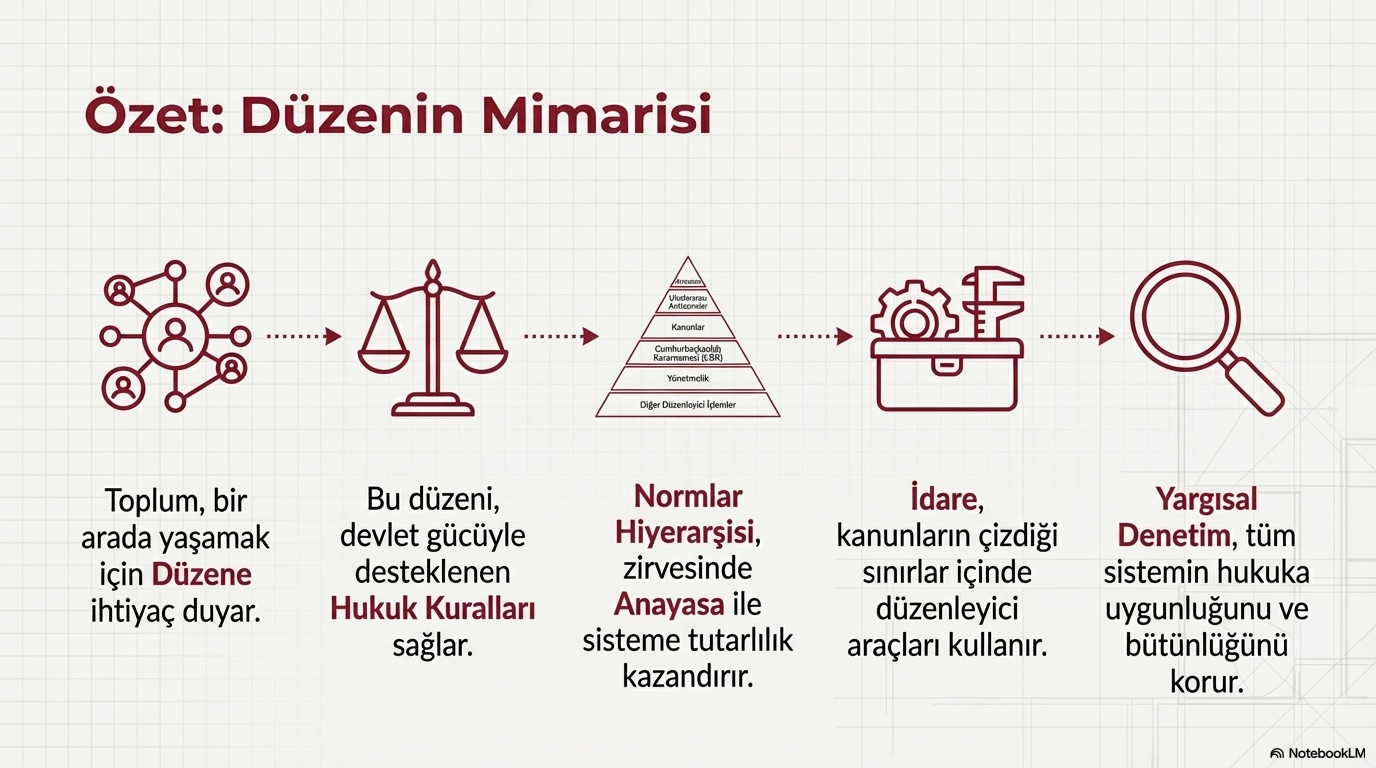 Özet: Düzenin Mimarisi
Kanunlar
Yönetmelik
Diğer Düzenleyici İşlemler
Toplum, bir
arada yaşamak
için Düzene
ihtiyaç duyar.
Bu düzeni,
devlet gücüyle
desteklenen
Hukuk Kuralları
sağlar.
Normlar
Hiyerarşisi,
zirvesinde
Anayasa ile
sisteme tutarlılık
kazandırır.
İdare,
kanunların çizdiği
sınırlar içinde
düzenleyici
araçları kullanır.
Yargısal
Denetim, tüm
sistemin hukuka
uygunluğunu ve
bütünlüğünü
korur.
NotebookLM